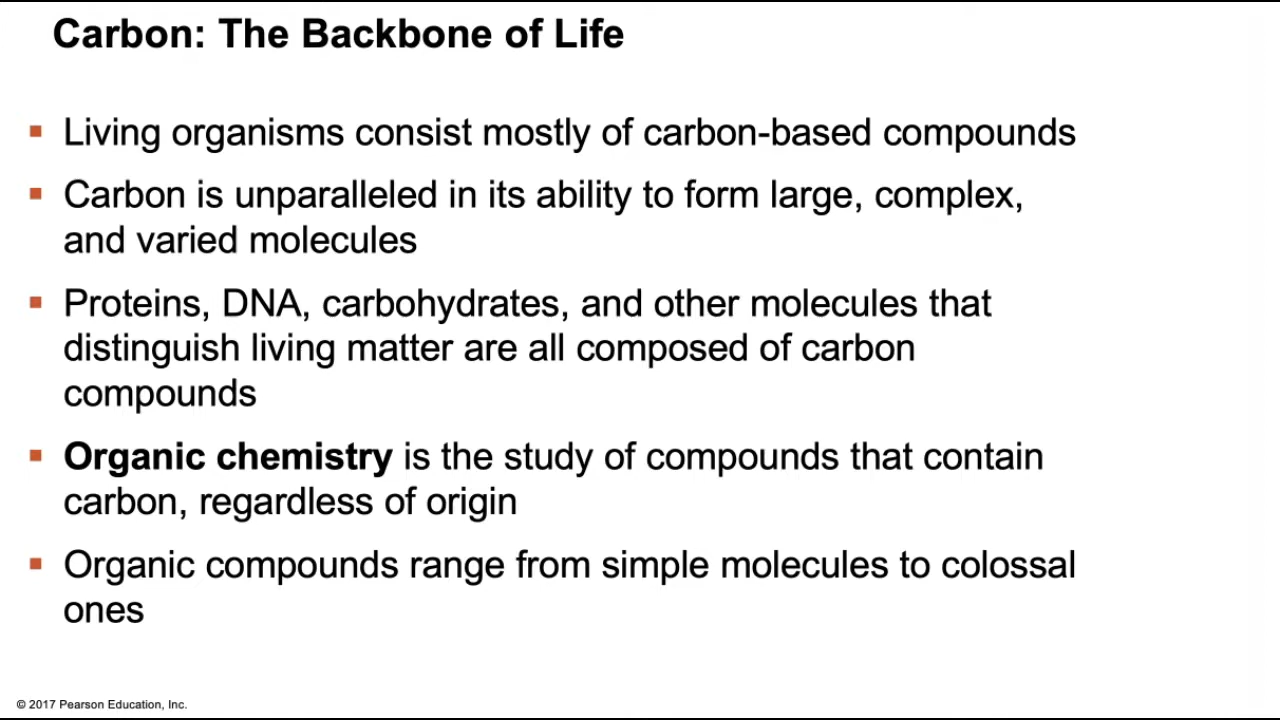 Carbon: The Backbone of Life
▪ Living organisms consist mostly of carbon-based compounds
▪ Carbon is unparalleled in its ability to form large, complex,
and varied molecules
▪ Proteins, DNA, carbohydrates, and other molecules that
distinguish living matter are all composed of carbon
compounds
▪ Organic chemistry is the study of compounds that contain
carbon, regardless of origin
▪ Organic compounds range from simple molecules to colossal
ones
© 2017 Pearson Education, Inc.